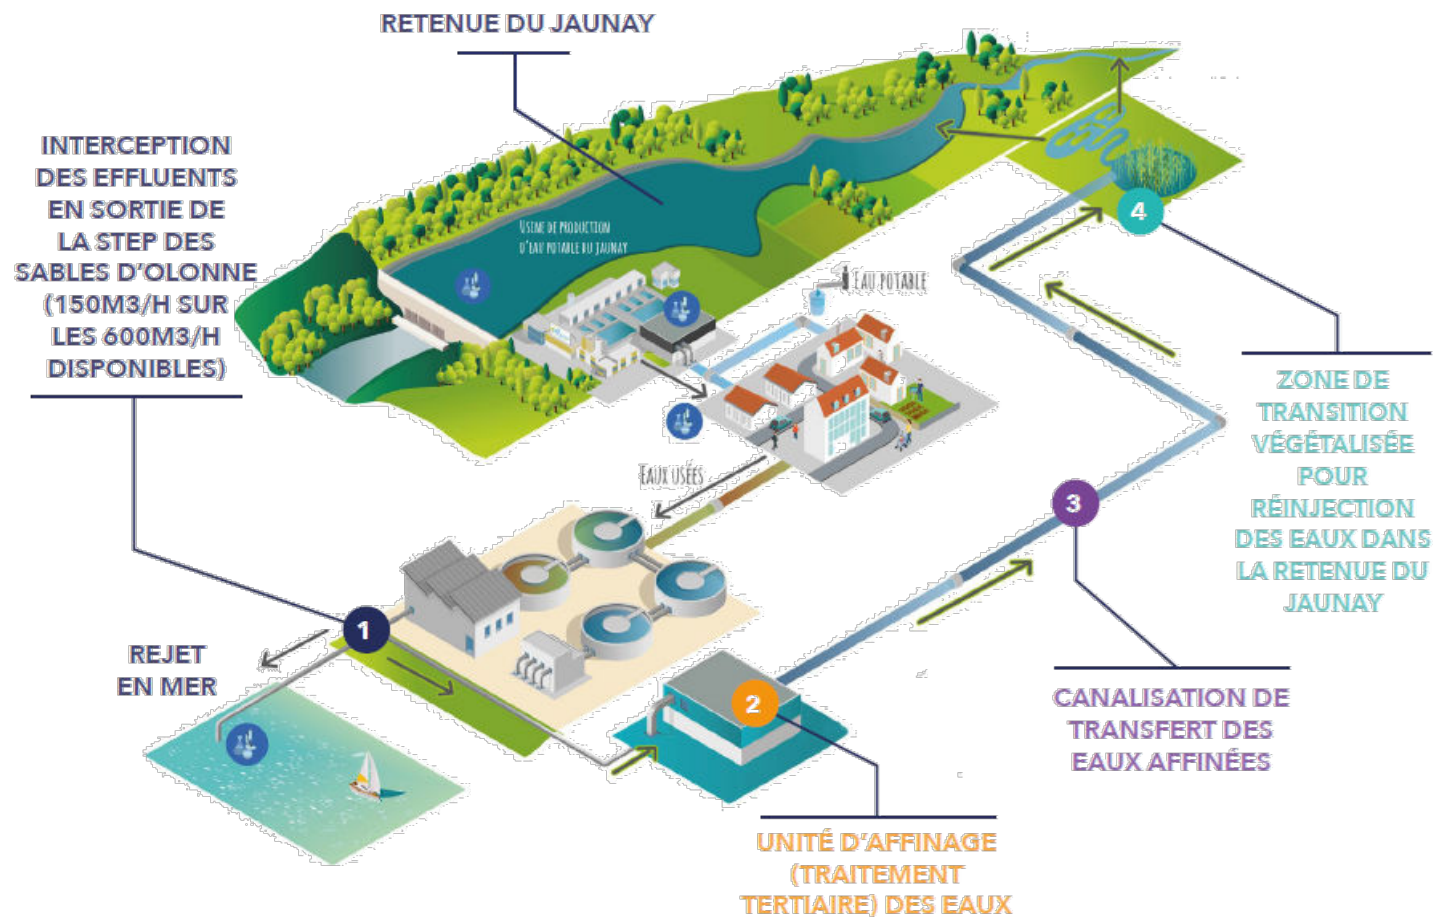 RETENUE DU JAUNAY
INTERCEPTION
DES EFFLUENTS
EN SORTIE DE
LA STEP DES
SABLES D'OLONNE
(150M3/H SUR
LES 600M3/H
DISPONIBLES)
USINE DE PRODUCTION
D'EAU POTABLE DU JAUNAY
EAU POTABLE
4
ZONE DE
TRANSITION
VÉGÉTALISÉE
POUR
RÉINJECTION
DES EAUX DANS
LA RETENUE DU
JAUNAY
EAUX USÉES
3
1
REJET
EN MER
2
CANALISATION DE
TRANSFERT DES
EAUX AFFINÉES
UNITÉ D'AFFINAGE
(TRAITEMENT
TERTIAIRE) DES EAUX